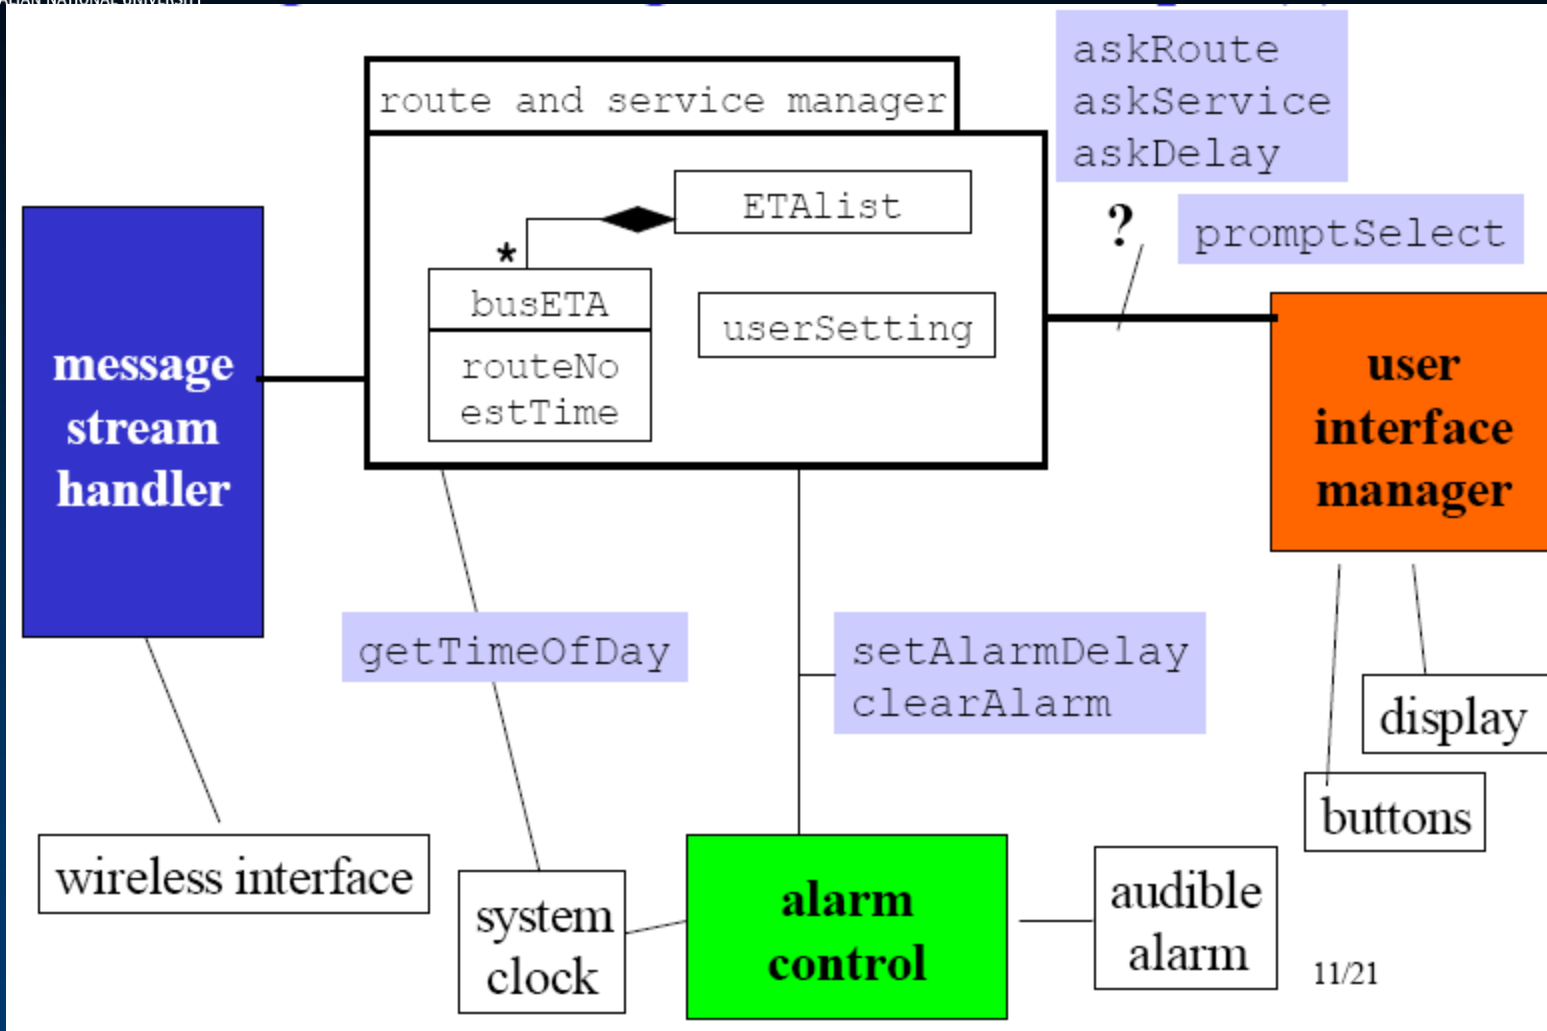 route and service manager
askRoute
askService
askDelay
ETAlist
?
promptSelect
*
busETA
routeNo
estTime
userSetting
message
stream
handler
user
interface
manager
getTimeOfDay
setAlarmDelay
clearAlarm
display
buttons
wireless interface
system
clock
alarm
control
audible
alarm
11/21